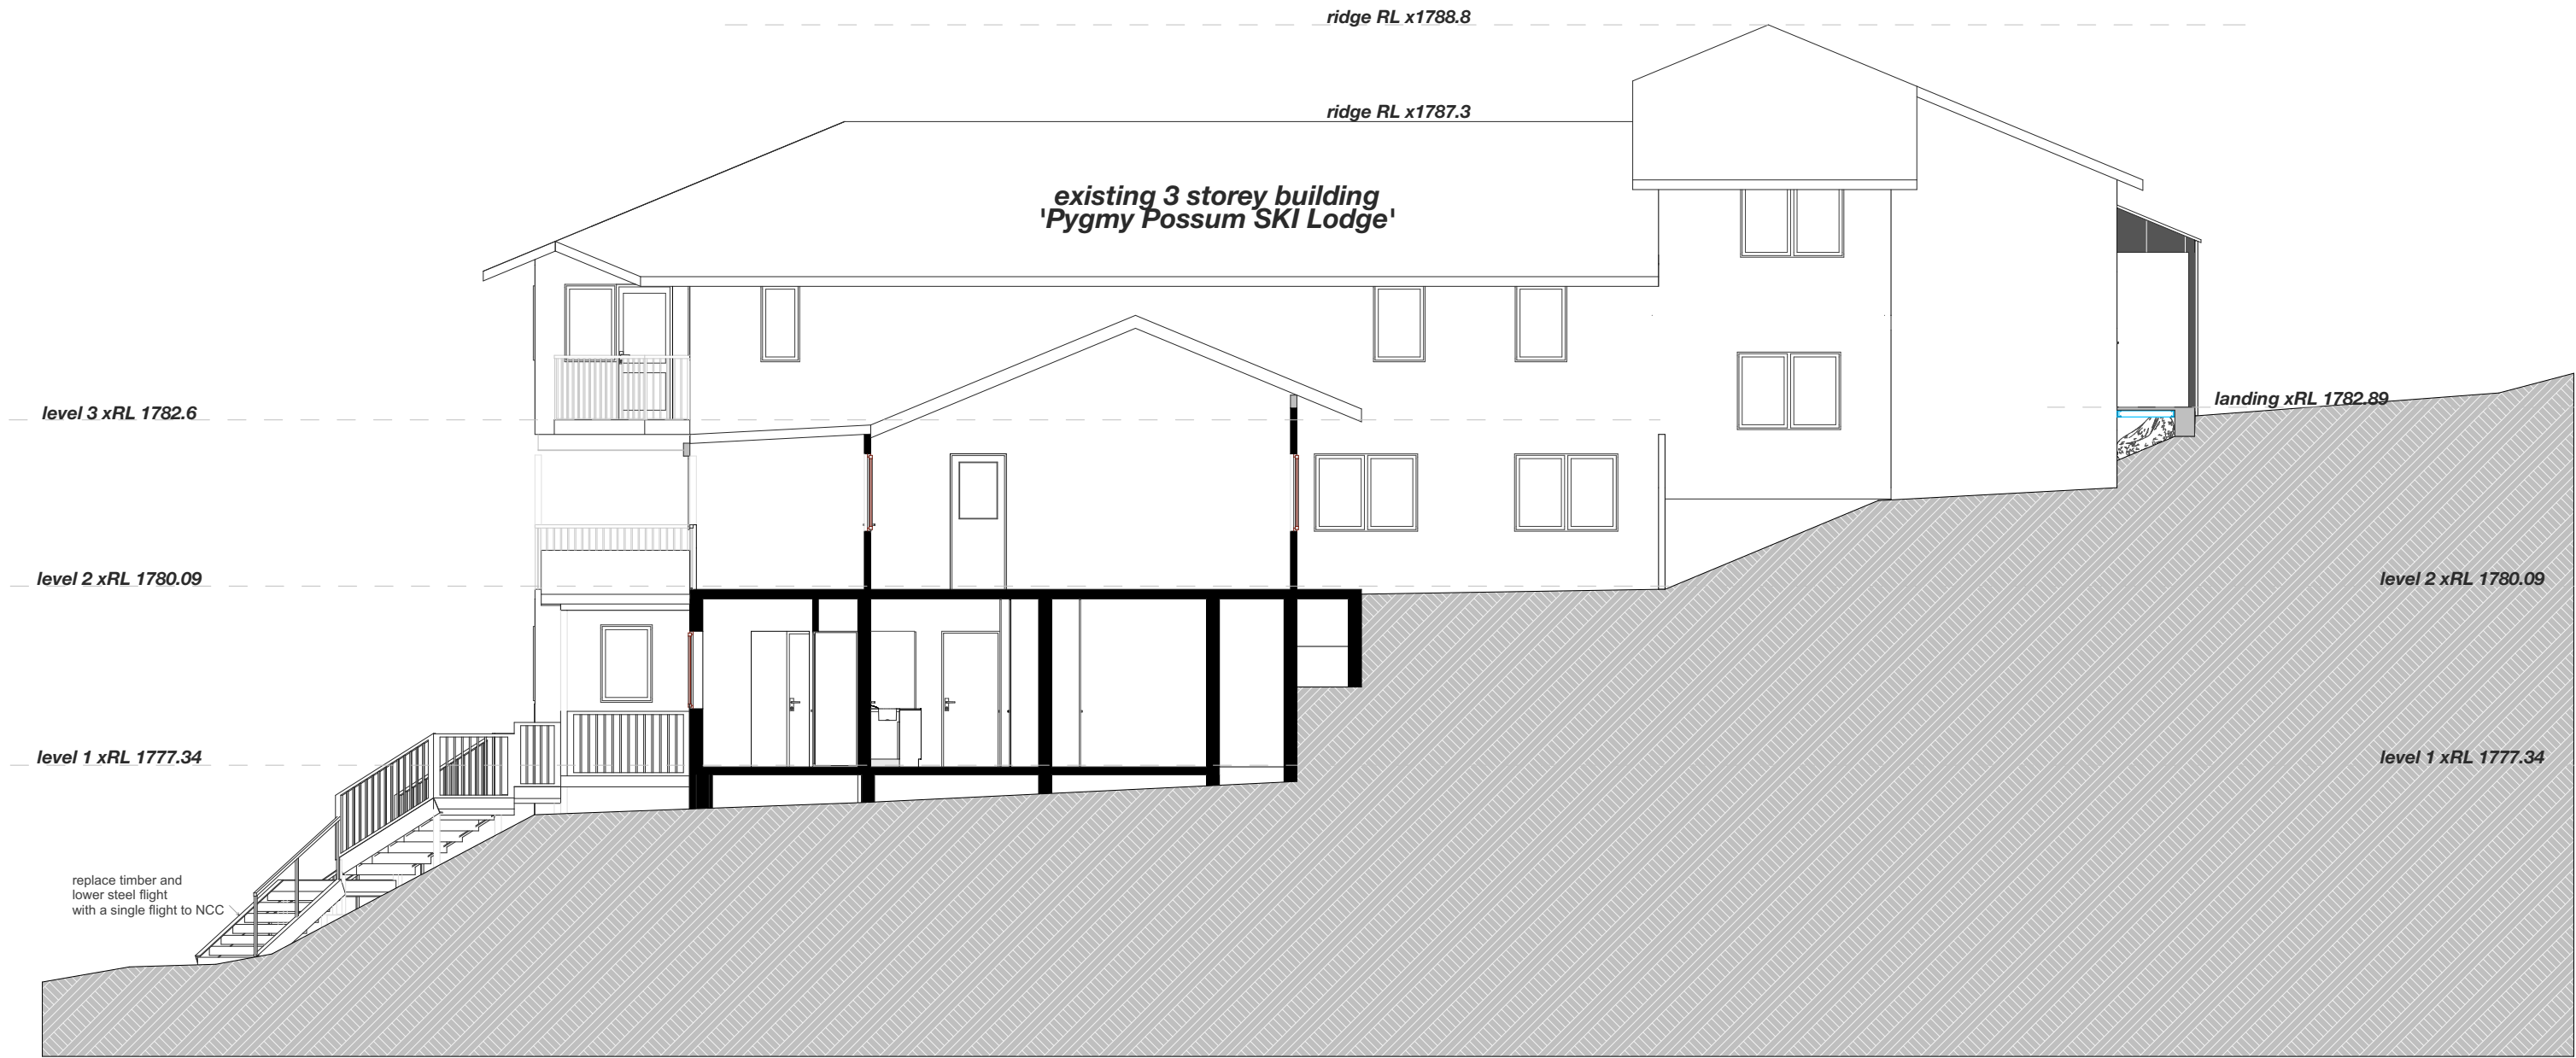 ridge RL x1788.8
ridge RL x1787.3
existing 3 storey building
'Pygmy Possum SKI Lodge'
level 3 xRL 1782.6
landing xRL 1782.89
level 2 xRL 1780.09
level 2 xRL 1780.09
level 1 xRL 1777.34
level 1 xRL 1777.34
replace timber and
lower steel flight
with a single flight to NCC